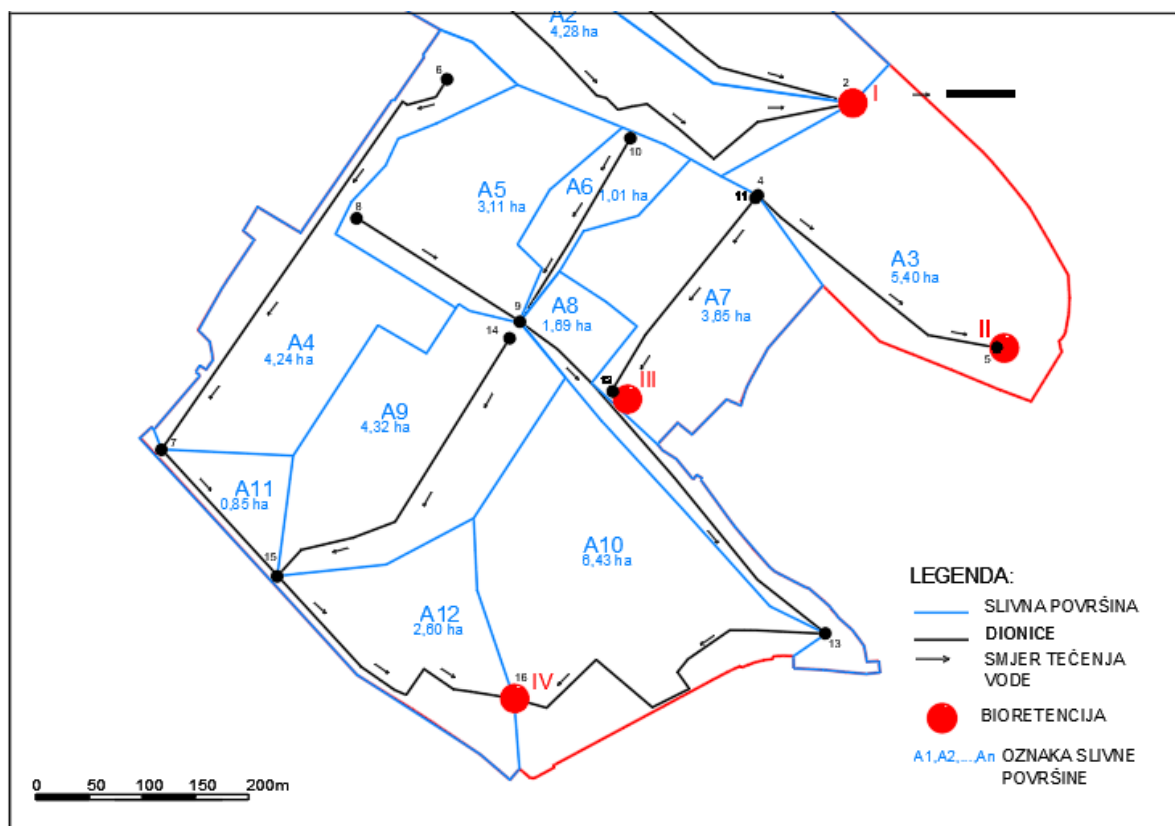 A2
4,28 ha
2
I
6
10
A5
3,11 ha
A6
1,01 ha
4
11
8
A3
5,40 ha
A7
3,65 ha
9
A8
1,69 ha
14
II
5
A4
4,24 ha
III
A9
4,32 ha
7
A11
0,85 ha
15
A10
6,43 ha
A12
2,60 ha
13
16
IV
LEGENDA:
SLIVNA POVRŠINA
DIONICE
SMJER TEČENJA
VODE
BIORETENCIJA
A1,A2,...,An OZNAKA SLIVNE
POVRŠINE
0 50 100 150 200m